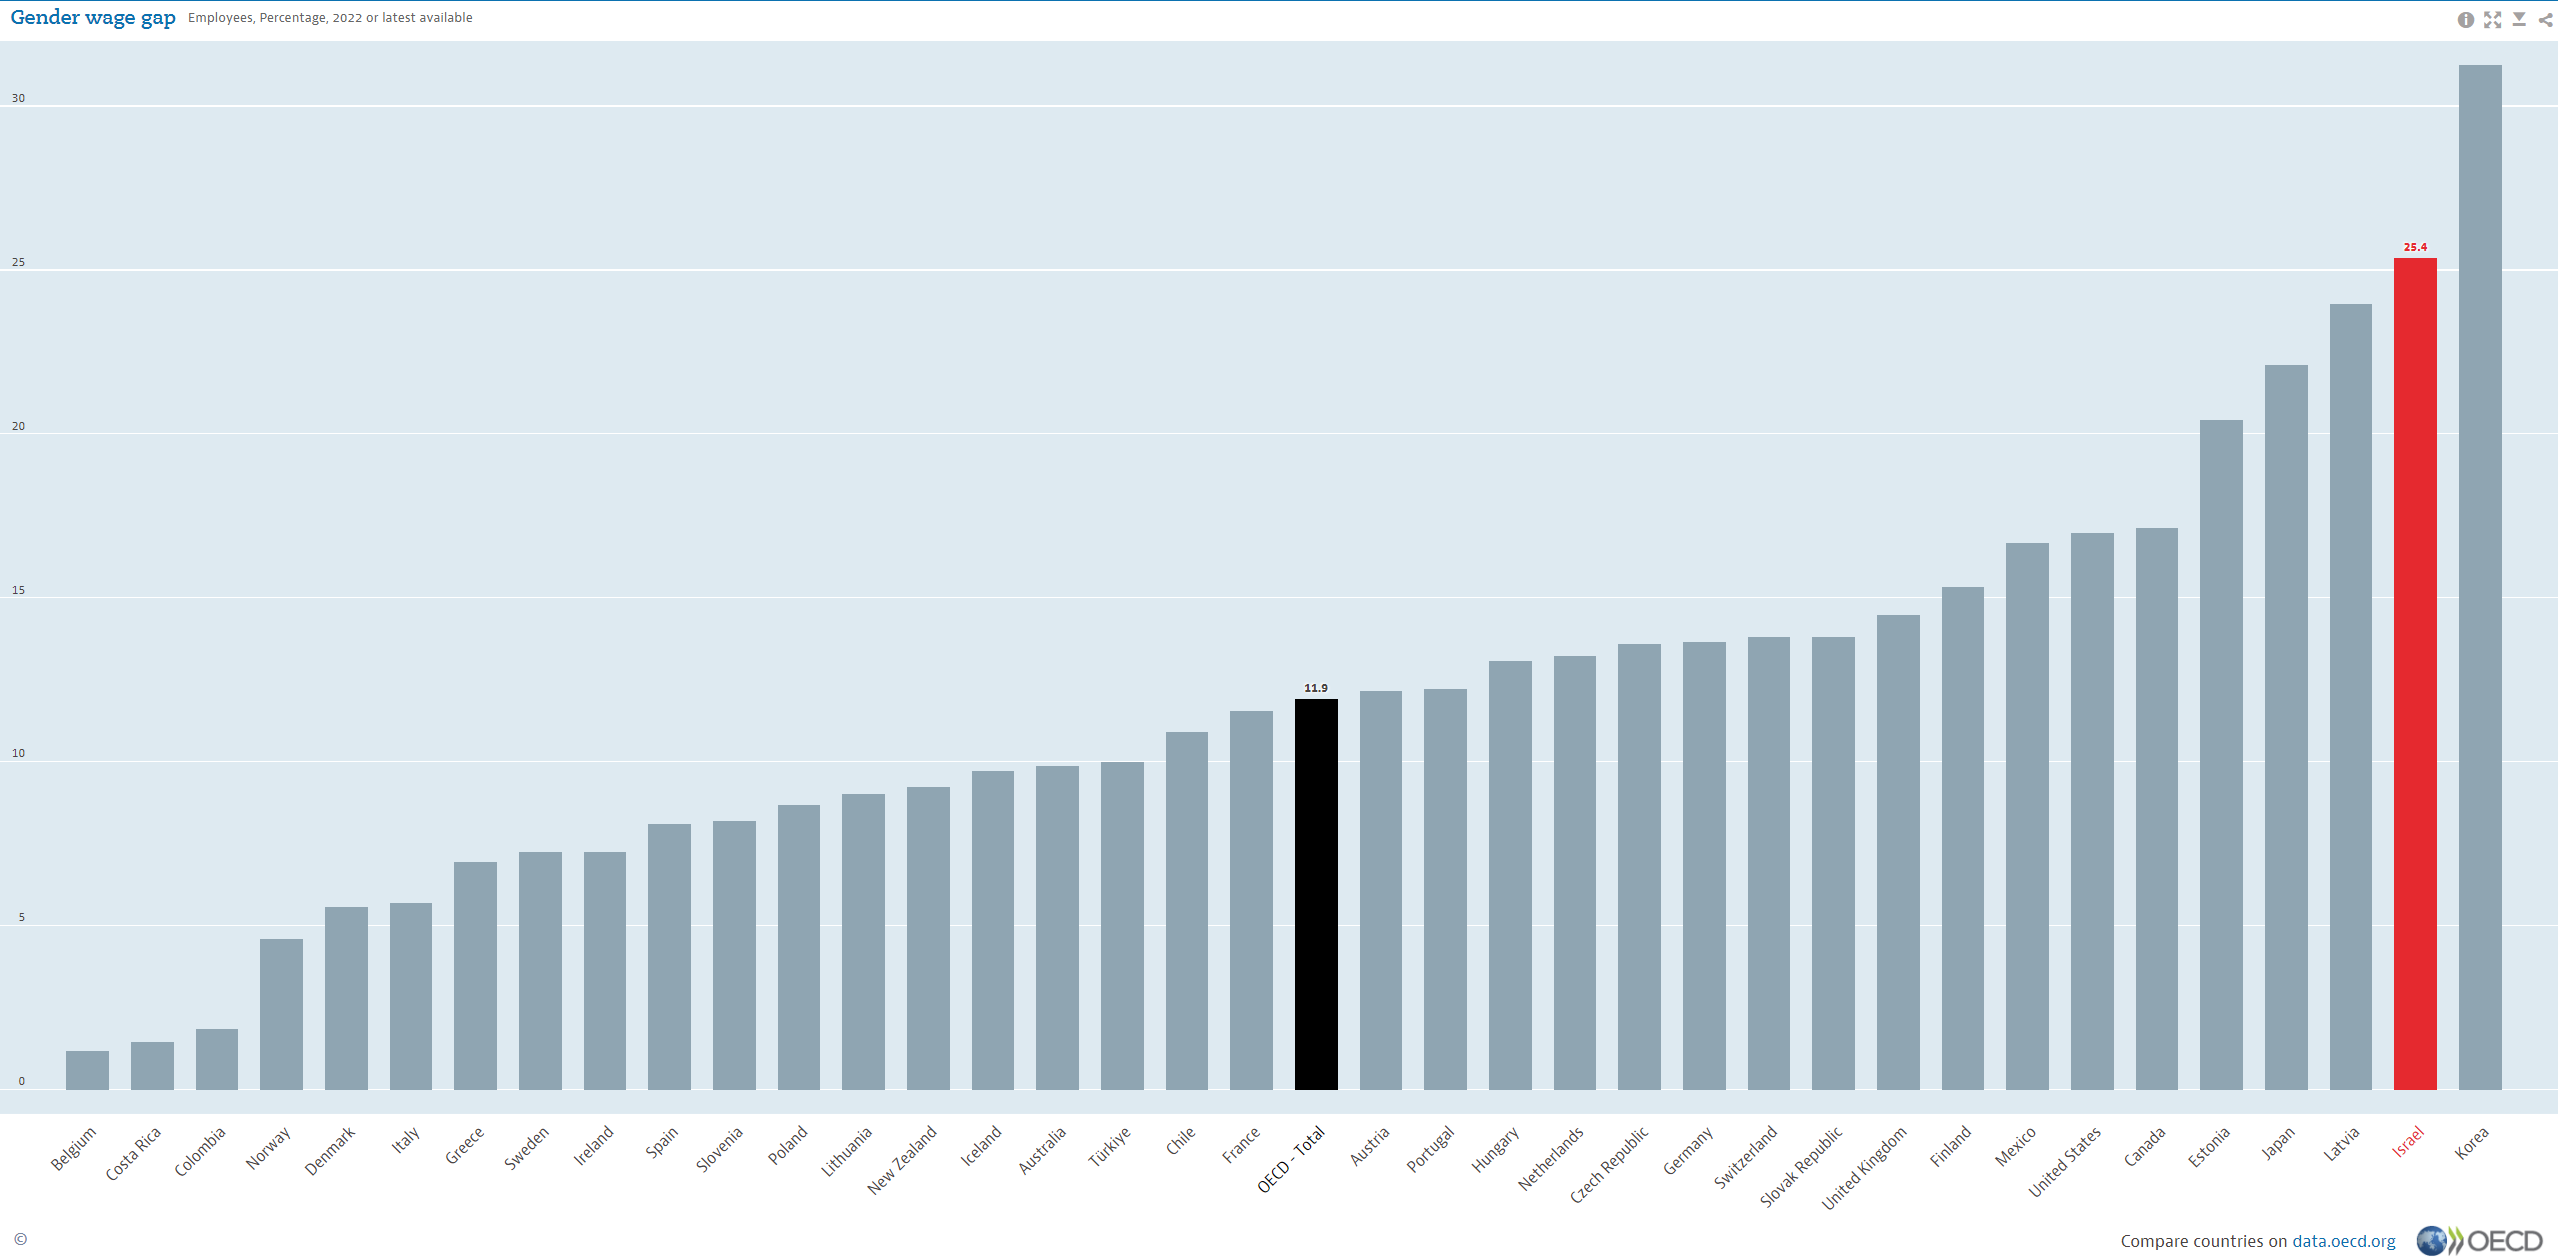 Gender wage gap Employees, Percentage, 2022 or latest available
30
25
20
15
10
5
0
25.4
11.9
Belgium
Costa Rica
Colombia
Norway
Denmark
Italy
Greece
Sweden
Ireland
Spain
Slovenia
Poland
Lithuania
New Zealand
Iceland
Australia
Türkiye
Chile
France
OECD - Total
Austria
Portugal
Hungary
Netherlands
Czech Republic
Germany
Switzerland
Slovak Republic
United Kingdom
Finland
Mexico
United States
Canada
Estonia
Japan
Latvia
Israel
Korea
©
Compare countries on data.oecd.org
OECD